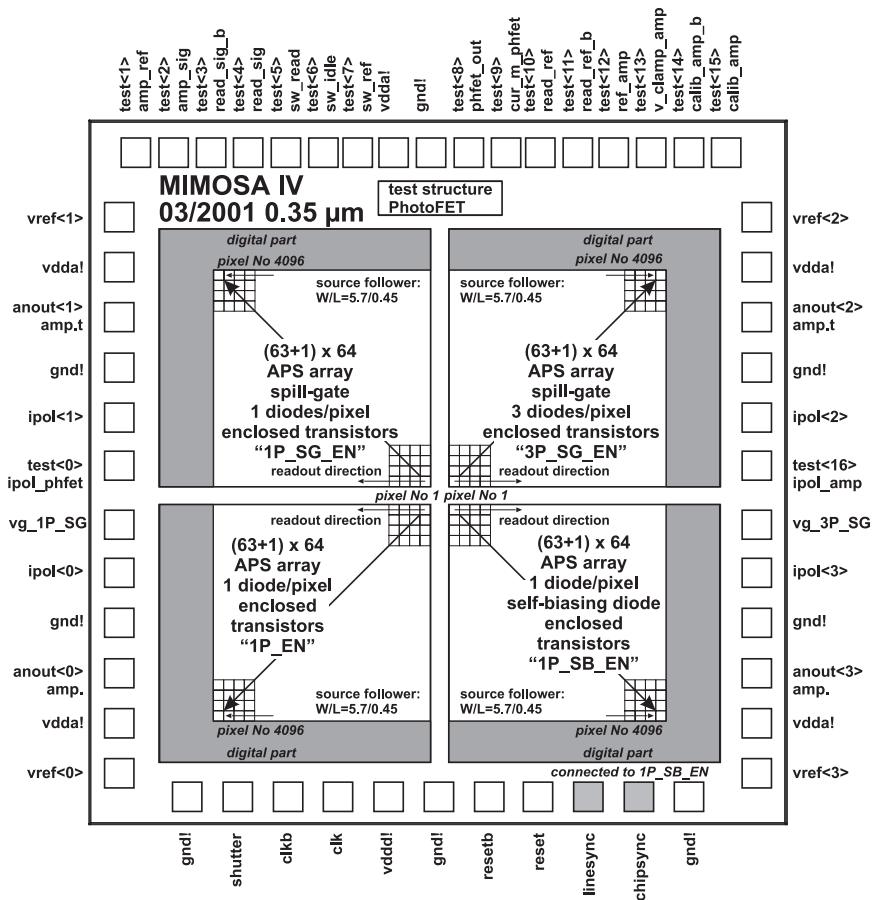 test<1>
amp_ref
test<2>
amp_sig
test<3>
read_sig_b
test<4>
read_sig
test<5>
sw_read
test<6>
sw_idle
test<7>
sw_ref
vdda!
gnd!
test<8>
phfet_out
test<9>
cur_m_phfet
test<10>
read_ref
test<11>
read_ref_b
test<12>
ref_amp
test<13>
v_clamp_amp
test<14>
calib_amp_b
test<15>
calib_amp
MIMOSA IV
03/2001 0.35 µm
test structure
PhotoFET
vref<1>
vdda!
anout<1>
amp.t
gnd!
ipol<1>
test<0>
ipol_phfet
vg_1P_SG
ipol<0>
gnd!
anout<0>
amp.
vdda!
vref<0>
digital part
pixel No 4096
source follower:
W/L=5.7/0.45
(63+1) x 64
APS array
spill-gate
1 diodes/pixel
enclosed transistors
“1P_SG_EN”
readout direction
pixel No 1
digital part
pixel No 4096
source follower:
W/L=5.7/0.45
(63+1) x 64
APS array
spill-gate
3 diodes/pixel
enclosed transistors
“3P_SG_EN”
readout direction
pixel No 1
readout direction
(63+1) x 64
APS array
1 diode/pixel
enclosed
transistors
“1P_EN”
source follower:
W/L=5.7/0.45
pixel No 4096
digital part
readout direction
(63+1) x 64
APS array
1 diode/pixel
self-biasing diode
enclosed
transistors
“1P_SB_EN”
source follower:
W/L=5.7/0.45
pixel No 4096
digital part
connected to 1P_SB_EN
vref<2>
vdda!
anout<2>
amp.t
gnd!
ipol<2>
test<16>
ipol_amp
vg_3P_SG
ipol<3>
gnd!
anout<3>
amp.
vdda!
vref<3>
gnd!
shutter
clkb
clk
vddd!
gnd!
resetb
reset
linesync
chipsync
gnd!